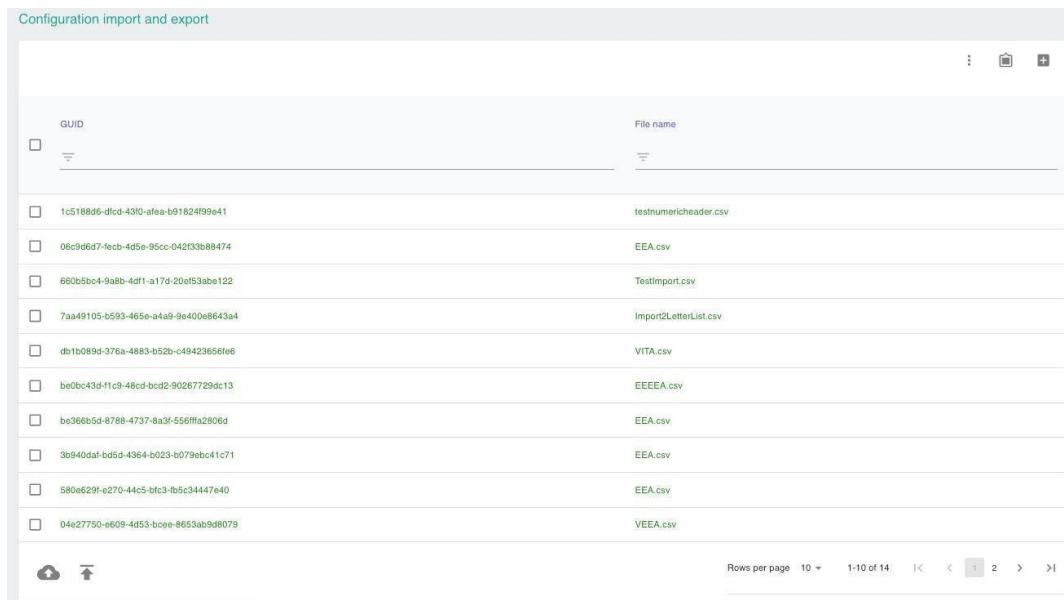 Configuration import and export
GUID File name
1c5188d6-dfcd-43f0-afea-b91824f99e41 testnumericheader.csv
06c9d6d7-fecb-4d5e-95cc-042f33b88474 EEA.csv
660b5bc4-9a8b-4df1-a17d-20ef53abe122 TestImport.csv
7aa49105-b593-465e-a4a9-9e400e8643a4 Import2LetterList.csv
db1b089d-376a-4883-b52b-c49423656fe6 VITA.csv
be0bc43d-f1c9-48cd-bcd2-90267729dc13 EEEEA.csv
be366b5d-8788-4737-8a3f-556fffa2806d EEA.csv
3b940daf-bd5d-4364-b023-b079ebc41c71 EEA.csv
580e629f-e270-44c5-bfc3-fb5c34447e40 EEA.csv
04e27750-e609-4d53-bcee-8653ab9d8079 VEEA.csv
Rows per page 10 1-10 of 14 1 2